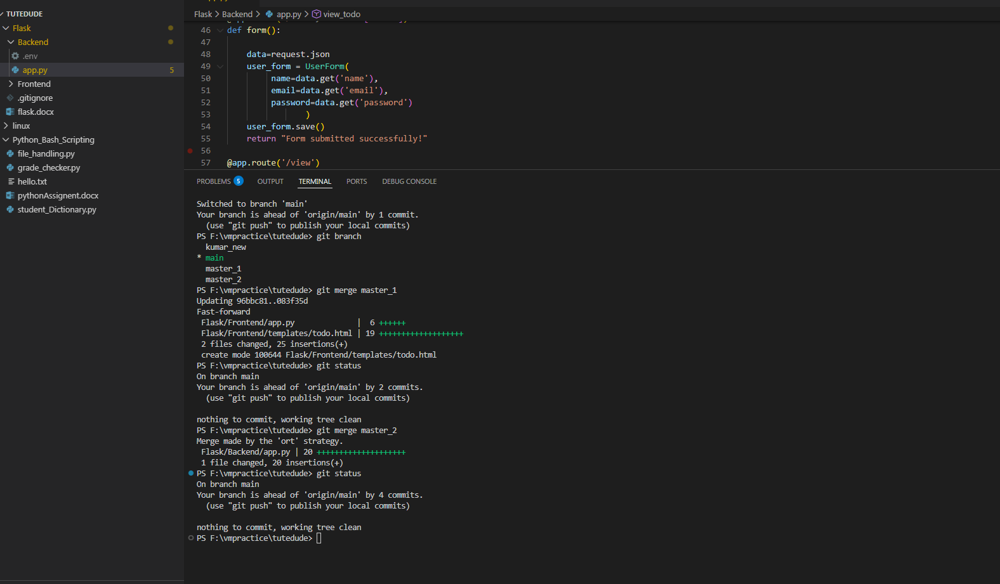 TUTEDUDE
Flask
Backend
.env
app.py 5
Frontend
.gitignore
flask.docx
linux
Python_Bash_Scripting
file_handling.py
grade_checker.py
hello.txt
pythonAssignent.docx
student_Dictionary.py
Flask > Backend > app.py > view_todo
46 def form():
47
48 data=request.json
49 user_form = UserForm(
50 name=data.get('name'),
51 email=data.get('email'),
52 password=data.get('password')
53 )
54 user_form.save()
55 return "Form submitted successfully!"
56
57 @app.route('/view')
PROBLEMS 5 OUTPUT TERMINAL PORTS DEBUG CONSOLE
Switched to branch 'main'
Your branch is ahead of 'origin/main' by 1 commit.
(use "git push" to publish your local commits)
PS F:\vmpractice\tutedude> git branch
kumar_new
* main
master_1
master_2
PS F:\vmpractice\tutedude> git merge master_1
Updating 96bbc81..083f35d
Fast-forward
Flask/Frontend/app.py | 6 ++++++
Flask/Frontend/templates/todo.html | 19 +++++++++++++++++++
2 files changed, 25 insertions(+)
create mode 100644 Flask/Frontend/templates/todo.html
PS F:\vmpractice\tutedude> git status
On branch main
Your branch is ahead of 'origin/main' by 2 commits.
(use "git push" to publish your local commits)
nothing to commit, working tree clean
PS F:\vmpractice\tutedude> git merge master_2
Merge made by the 'ort' strategy.
Flask/Backend/app.py | 20 ++++++++++++++++++++
1 file changed, 20 insertions(+)
PS F:\vmpractice\tutedude> git status
On branch main
Your branch is ahead of 'origin/main' by 4 commits.
(use "git push" to publish your local commits)
nothing to commit, working tree clean
PS F:\vmpractice\tutedude>